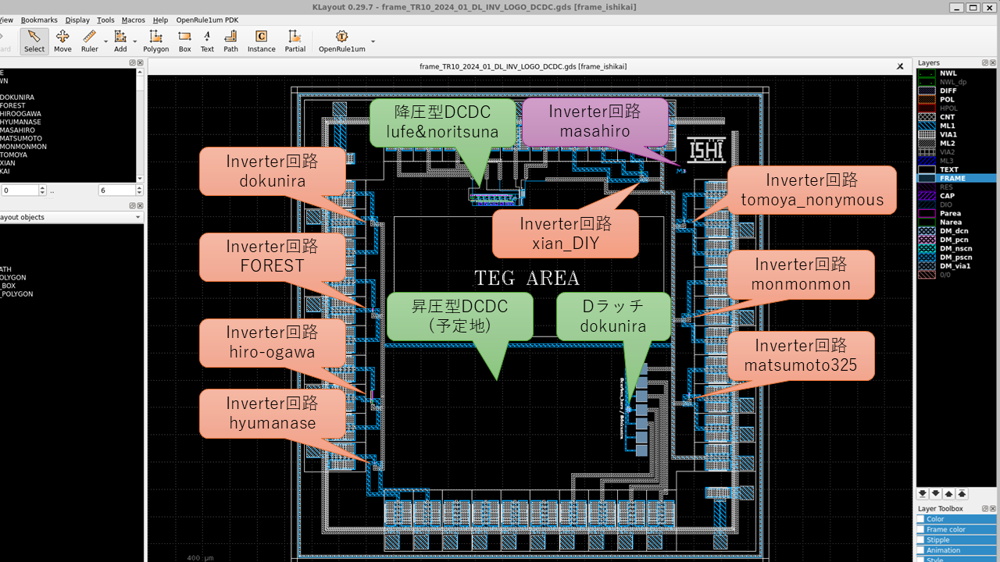 KLayout 0.29.7 - frame_TR10_2024_01_DL_INV_LOGO_DCDC.gds [frame_ishikai]
View Bookmarks Display Tools Macros Help OpenRule1um PDK
Select Move Ruler Add Polygon Box Text Path Instance Partial OpenRule1um
frame_TR10_2024_01_DL_INV_LOGO_DCDC.gds [frame_ishikai]
DOKUNIRA
FOREST
HIROOGAWA
HYUMANASE
MASAHIRO
MATSUMOTO
MONMONMON
TOMOYA
XIAN
KAI
0 .. 6
ayout objects
ATH
OLYGON
_BOX
_POLYGON
降圧型DCDC
lufe&noritsuna
Inverter回路
masahiro
ISHI
Inverter回路
dokunira
Inverter回路
tomoya_nonymous
Inverter回路
xian_DIY
Inverter回路
FOREST
Inverter回路
monmonmon
TEG AREA
昇圧型DCDC
(予定地)
Dラッチ
dokunira
Inverter回路
hiro-ogawa
Inverter回路
matsumoto325
Inverter回路
hyumanase
400 μm
Layers
NWL
NWL_dp
DIFF
POL
HPOL
CNT
ML1
VIA1
ML2
VIA2
ML3
TEXT
FRAME
RES
CAP
DIO
Parea
Narea
DM_dcn
DM_pcn
DM_nscn
DM_pscn
DM_via1
0/0
Layer Toolbox
Color
Frame color
Stipple
Animation
Style